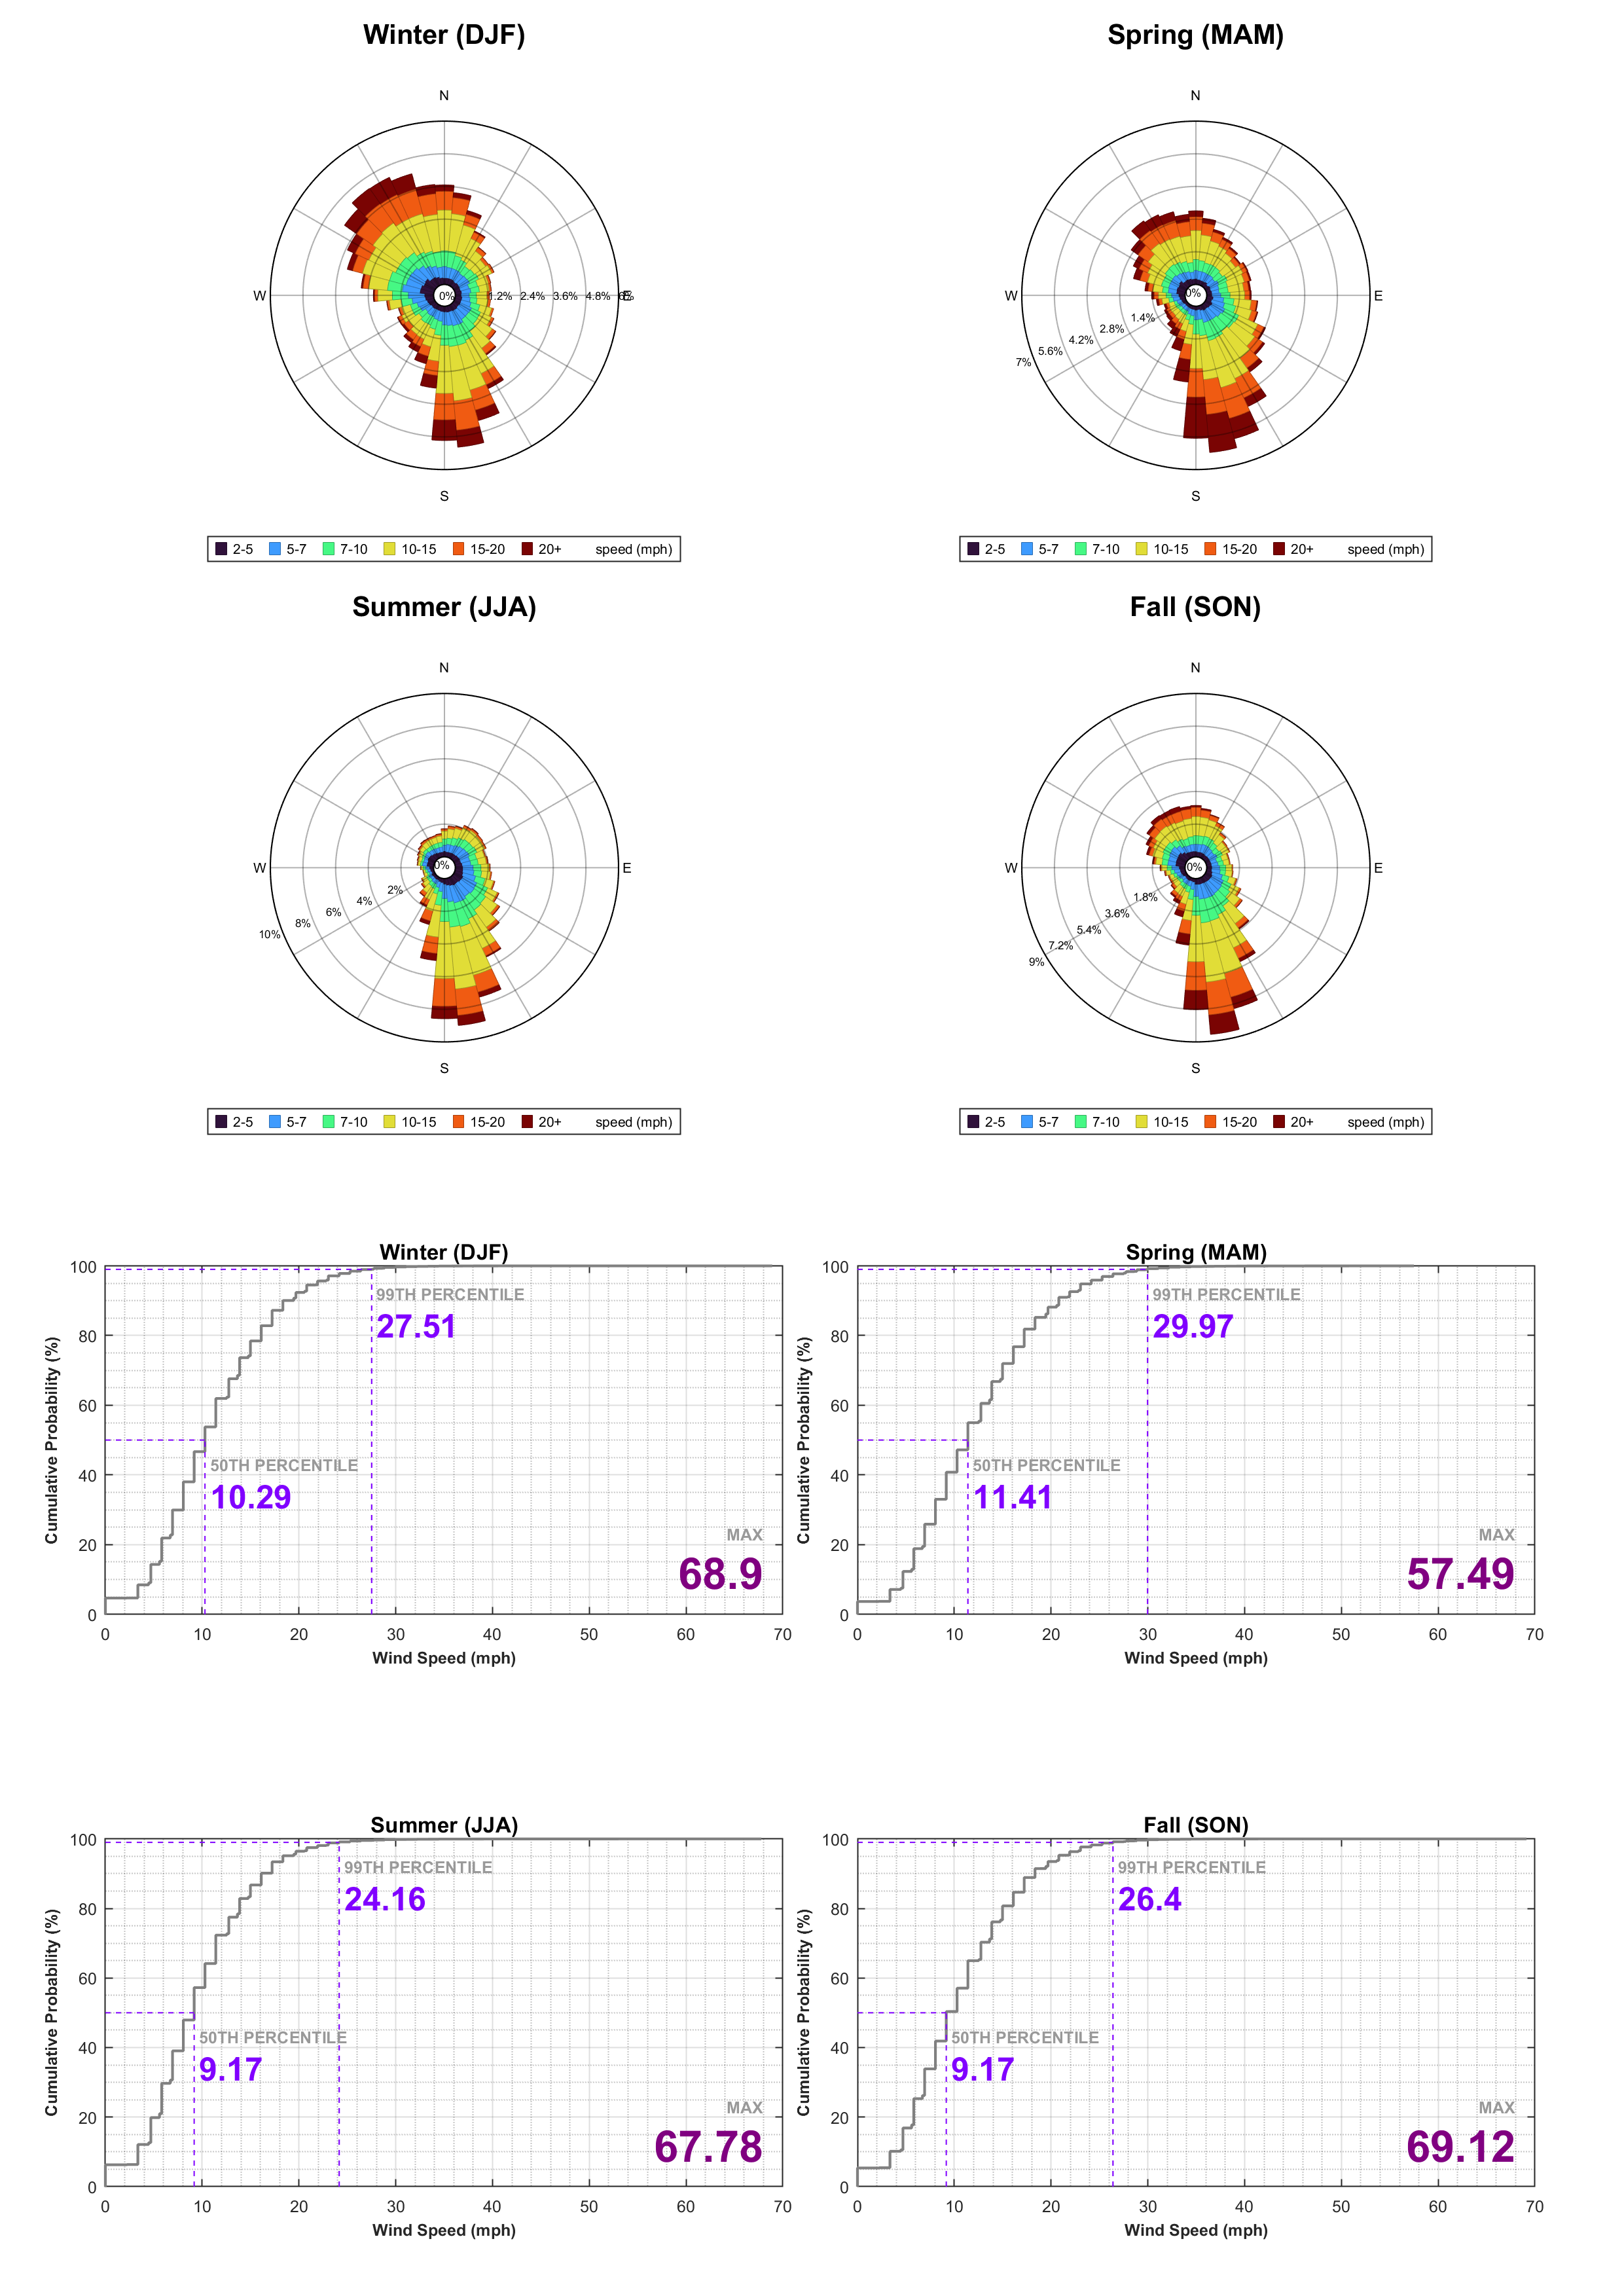 Winter (DJF)
N
W
0%
1.2%
2.4%
3.6%
4.8%
6%
E
S
2-5 5-7 7-10 10-15 15-20 20+ speed (mph)
Spring (MAM)
N
W
0%
E
1.4%
2.8%
4.2%
5.6%
7%
S
2-5 5-7 7-10 10-15 15-20 20+ speed (mph)
Summer (JJA)
N
W
0%
E
2%
4%
6%
8%
10%
S
2-5 5-7 7-10 10-15 15-20 20+ speed (mph)
Fall (SON)
N
W
0%
E
1.8%
3.6%
5.4%
7.2%
9%
S
2-5 5-7 7-10 10-15 15-20 20+ speed (mph)
Winter (DJF)
Cumulative Probability (%)
100
80
60
40
20
0
99TH PERCENTILE
27.51
50TH PERCENTILE
10.29
MAX
68.9
0 10 20 30 40 50 60 70
Wind Speed (mph)
Spring (MAM)
Cumulative Probability (%)
100
80
60
40
20
0
99TH PERCENTILE
29.97
50TH PERCENTILE
11.41
MAX
57.49
0 10 20 30 40 50 60 70
Wind Speed (mph)
Summer (JJA)
Cumulative Probability (%)
100
80
60
40
20
0
99TH PERCENTILE
24.16
50TH PERCENTILE
9.17
MAX
67.78
0 10 20 30 40 50 60 70
Wind Speed (mph)
Fall (SON)
Cumulative Probability (%)
100
80
60
40
20
0
99TH PERCENTILE
26.4
50TH PERCENTILE
9.17
MAX
69.12
0 10 20 30 40 50 60 70
Wind Speed (mph)